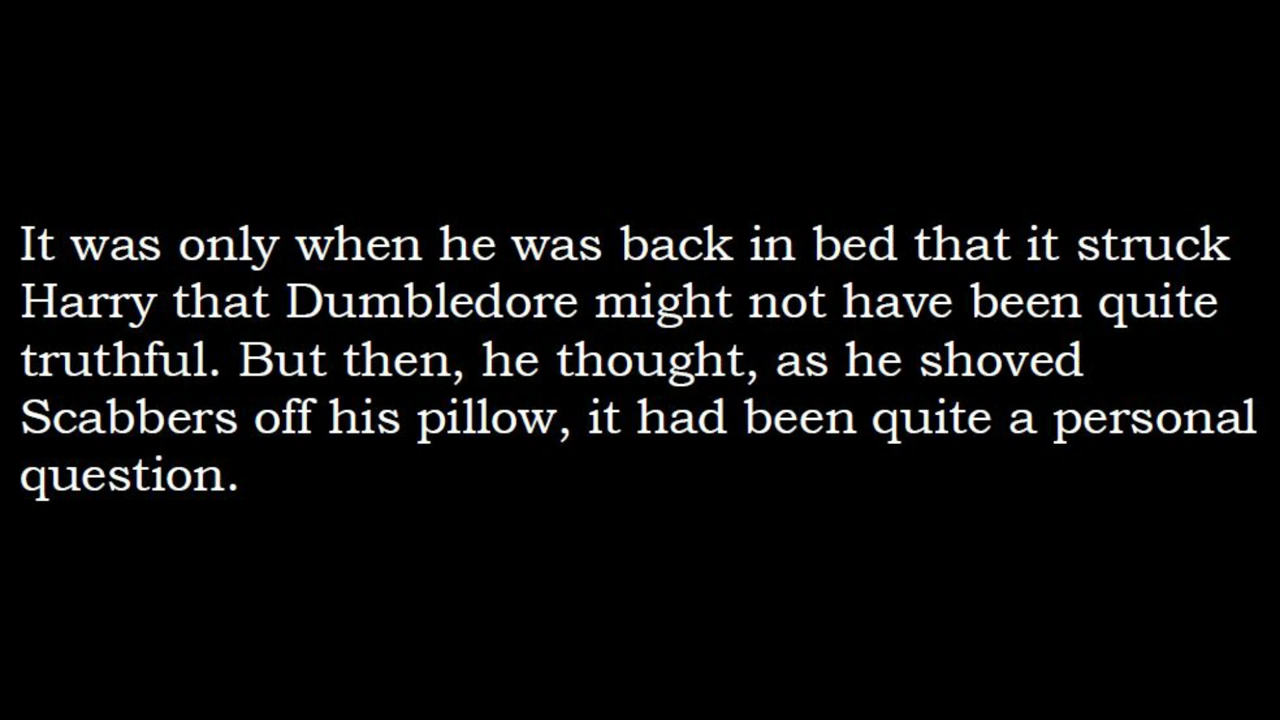 It was only when he was back in bed that it struck
Harry that Dumbledore might not have been quite
truthful. But then, he thought, as he shoved
Scabbers off his pillow, it had been quite a personal
question.